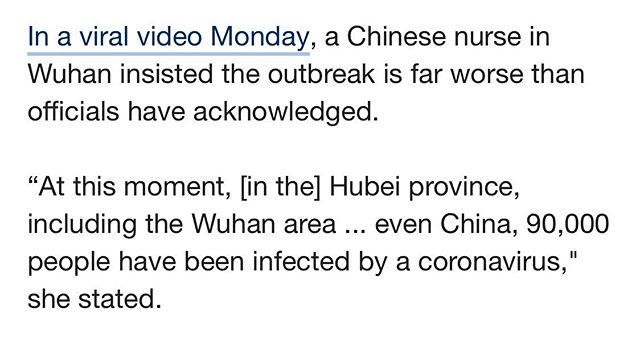 In a viral video Monday, a Chinese nurse in
Wuhan insisted the outbreak is far worse than
officials have acknowledged.
“At this moment, [in the] Hubei province,
including the Wuhan area ... even China, 90,000
people have been infected by a coronavirus,"
she stated.